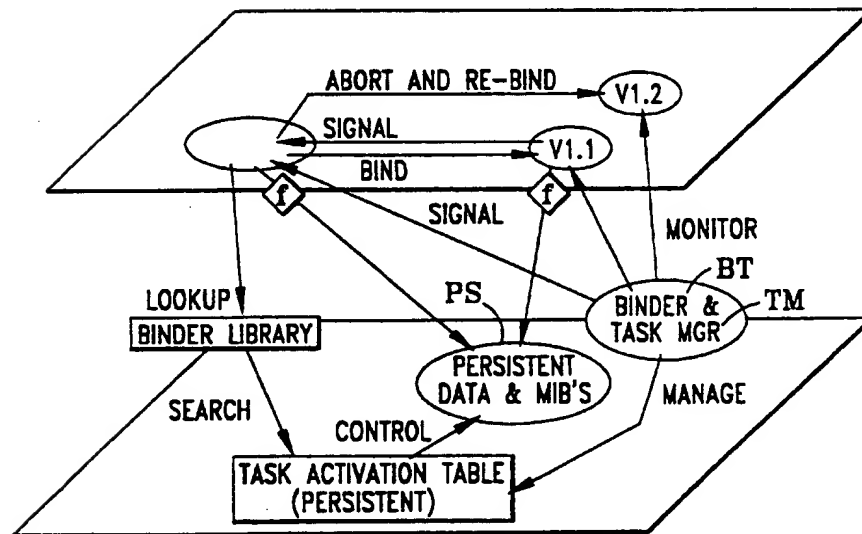 ABORT AND RE-BIND
V1.2
SIGNAL
V1.1
BIND
f
f
SIGNAL
MONITOR
BT
LOOKUP
PS
BINDER &
TASK MGR
TM
BINDER LIBRARY
PERSISTENT
DATA & MIB'S
MANAGE
SEARCH
CONTROL
TASK ACTIVATION TABLE
(PERSISTENT)